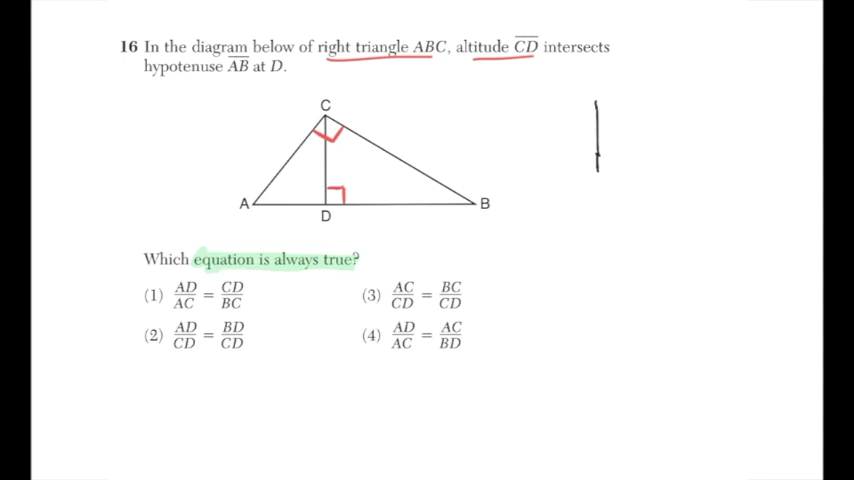 16 In the diagram below of right triangle ABC, altitude CD intersects
hypotenuse AB at D.
C
A
B
D
Which equation is always true?
(1) AD/AC = CD/BC
(3) AC/CD = BC/CD
(2) AD/CD = BD/CD
(4) AD/AC = AC/BD